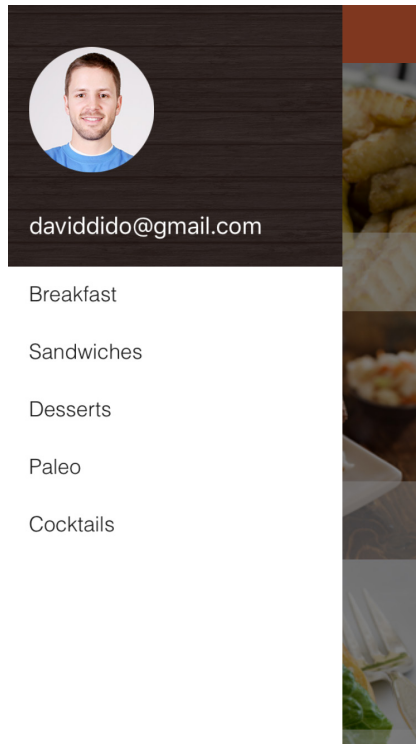 daviddido@gmail.com
Breakfast
Sandwiches
Desserts
Paleo
Cocktails